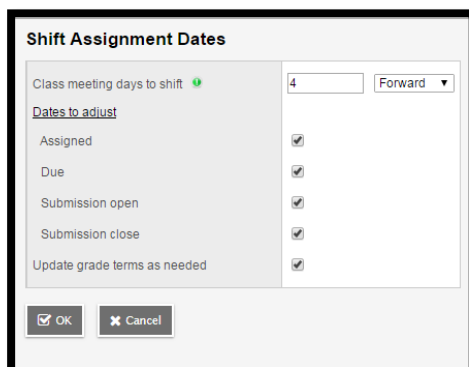 Shift Assignment Dates
Class meeting days to shift 4 Forward
Dates to adjust
Assigned
Due
Submission open
Submission close
Update grade terms as needed
OK Cancel